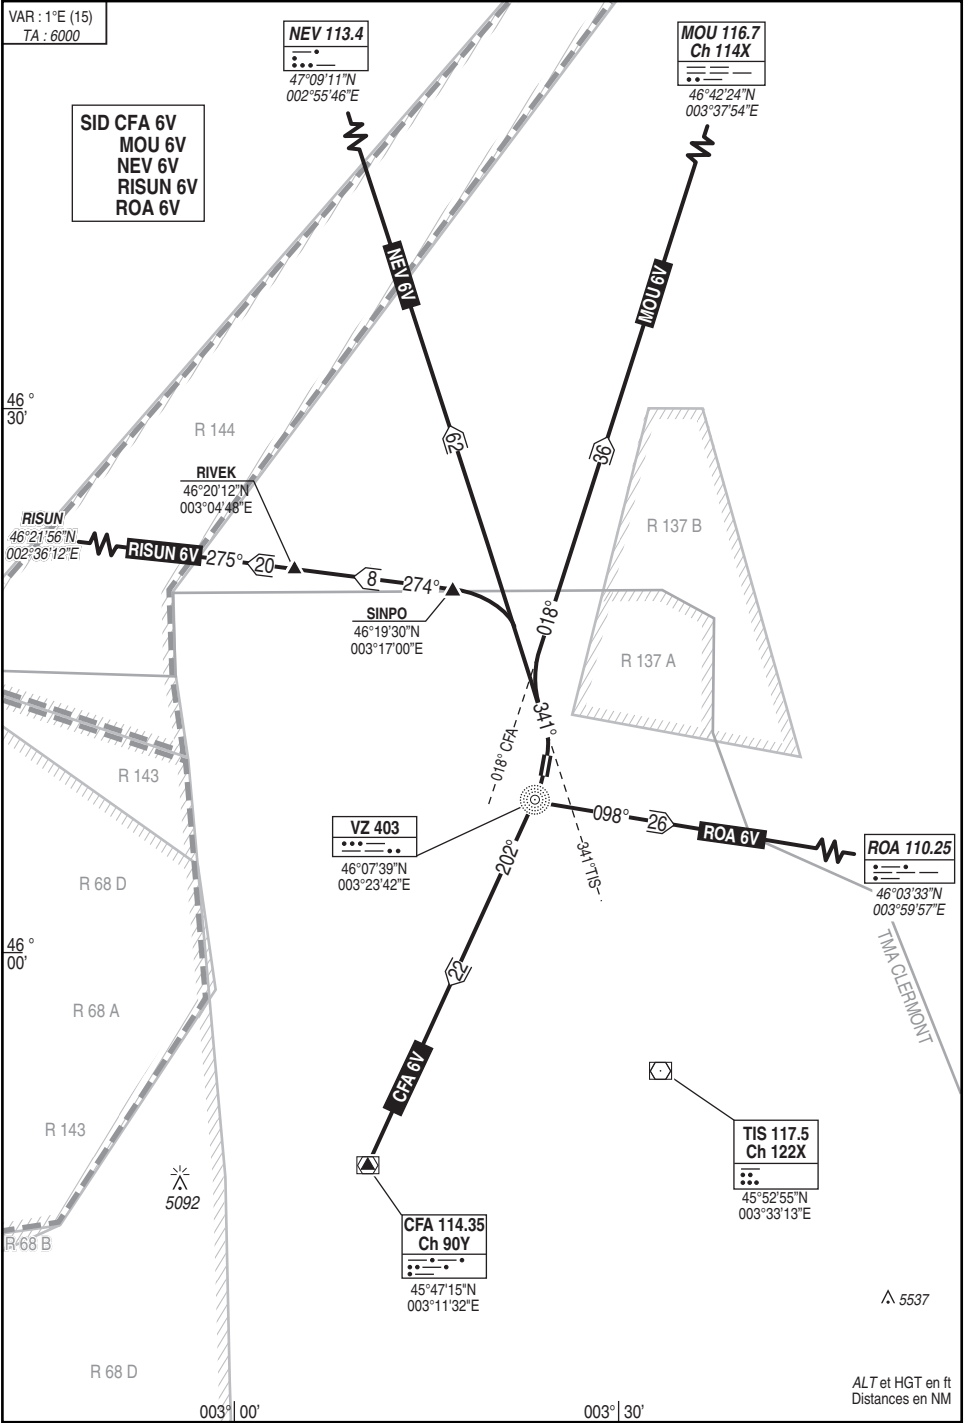 VAR : 1°E (15)
TA : 6000
NEV 113.4
47°09'11"N
002°55'46"E
MOU 116.7
Ch 114X
46°42'24"N
003°37'54"E
SID CFA 6V
MOU 6V
NEV 6V
RISUN 6V
ROA 6V
NEV 6V
MOU 6V
46°
30'
R 144
62
36
RIVEK
46°20'12"N
003°04'48"E
RISUN
46°21'56"N
002°36'12"E
RISUN 6V
275°
20
8
274°
R 137 B
SINPO
46°19'30"N
003°17'00"E
018°
R 137 A
341°
018° CFA
R 143
VZ 403
46°07'39"N
003°23'42"E
098°
26
ROA 6V
ROA 110.25
46°03'33"N
003°59'57"E
202°
341°TIS
R 68 D
46°
00'
22
TMA CLERMONT
R 68 A
CFA 6V
R 143
TIS 117.5
Ch 122X
45°52'55"N
003°33'13"E
5092
CFA 114.35
Ch 90Y
45°47'15"N
003°11'32"E
R 68 B
5537
R 68 D
ALT et HGT en ft
Distances en NM
003° 00'
003° 30'